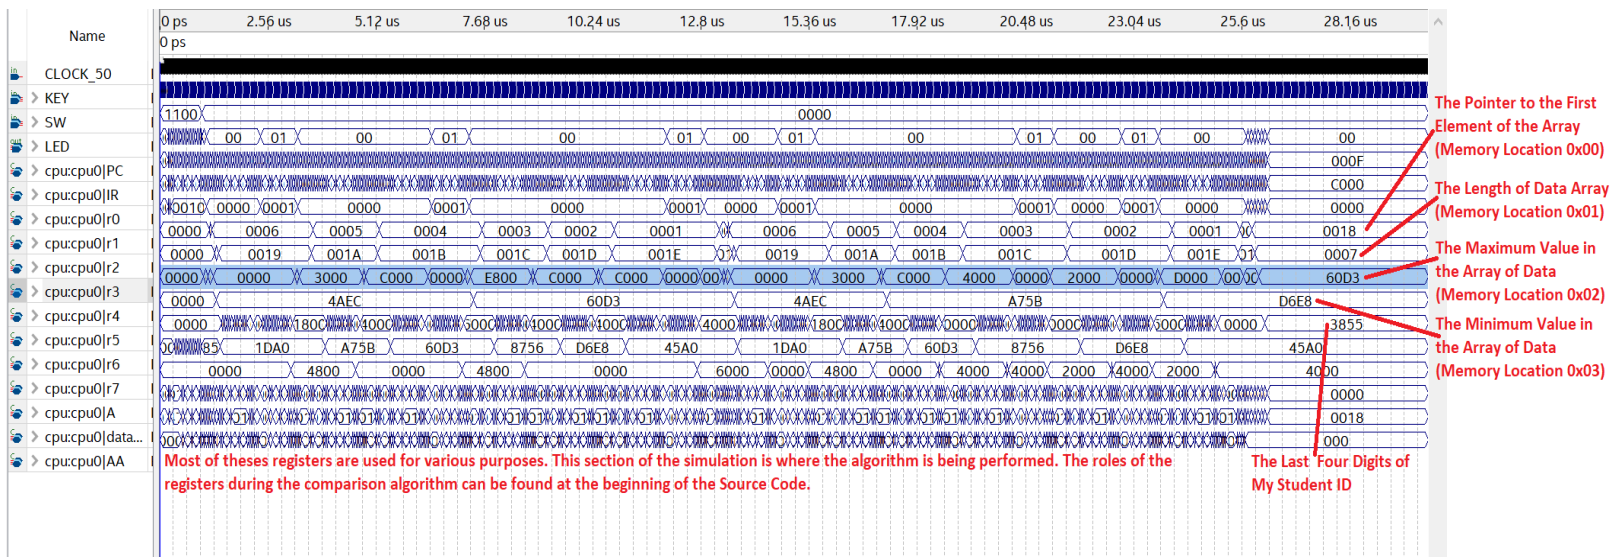 Name
0 ps 2.56 us 5.12 us 7.68 us 10.24 us 12.8 us 15.36 us 17.92 us 20.48 us 23.04 us 25.6 us 28.16 us
0 ps
CLOCK_50
KEY
SW 1100 0000
LED 00 01 00 01 00 01 00 01 00 01 00 01 00 00
cpu:cpu0|PC 000F
cpu:cpu0|IR C000
cpu:cpu0|r0 0010 0000 0001 0000 0001 0000 0001 0000 0001 0000 0001 0000 0001 0000 0000
cpu:cpu0|r1 0000 0006 0005 0004 0003 0002 0001 0006 0005 0004 0003 0002 0001 0018
cpu:cpu0|r2 0000 0019 001A 001B 001C 001D 001E 0019 001A 001B 001C 001D 001E 0007
cpu:cpu0|r3 0000 0000 3000 C000 0000 E800 C000 C000 0000 0000 3000 C000 4000 0000 2000 0000 D000 60D3
cpu:cpu0|r4 0000 4AEC 60D3 4AEC A75B D6E8
cpu:cpu0|r5 0000 4000 0000 3855
cpu:cpu0|r6 1DA0 A75B 60D3 8756 D6E8 45A0 1DA0 A75B 60D3 8756 D6E8 45A0
cpu:cpu0|r7 0000 4800 0000 4800 0000 6000 0000 4800 0000 4000 4000 2000 4000 2000 4000
cpu:cpu0|A 0000
cpu:cpu0|data... 0018
cpu:cpu0|AA 000
The Pointer to the First
Element of the Array
(Memory Location 0x00)
The Length of Data Array
(Memory Location 0x01)
The Maximum Value in
the Array of Data
(Memory Location 0x02)
The Minimum Value in
the Array of Data
(Memory Location 0x03)
Most of theses registers are used for various purposes. This section of the simulation is where the algorithm is being performed. The roles of the
registers during the comparison algorithm can be found at the beginning of the Source Code.
The Last Four Digits of
My Student ID